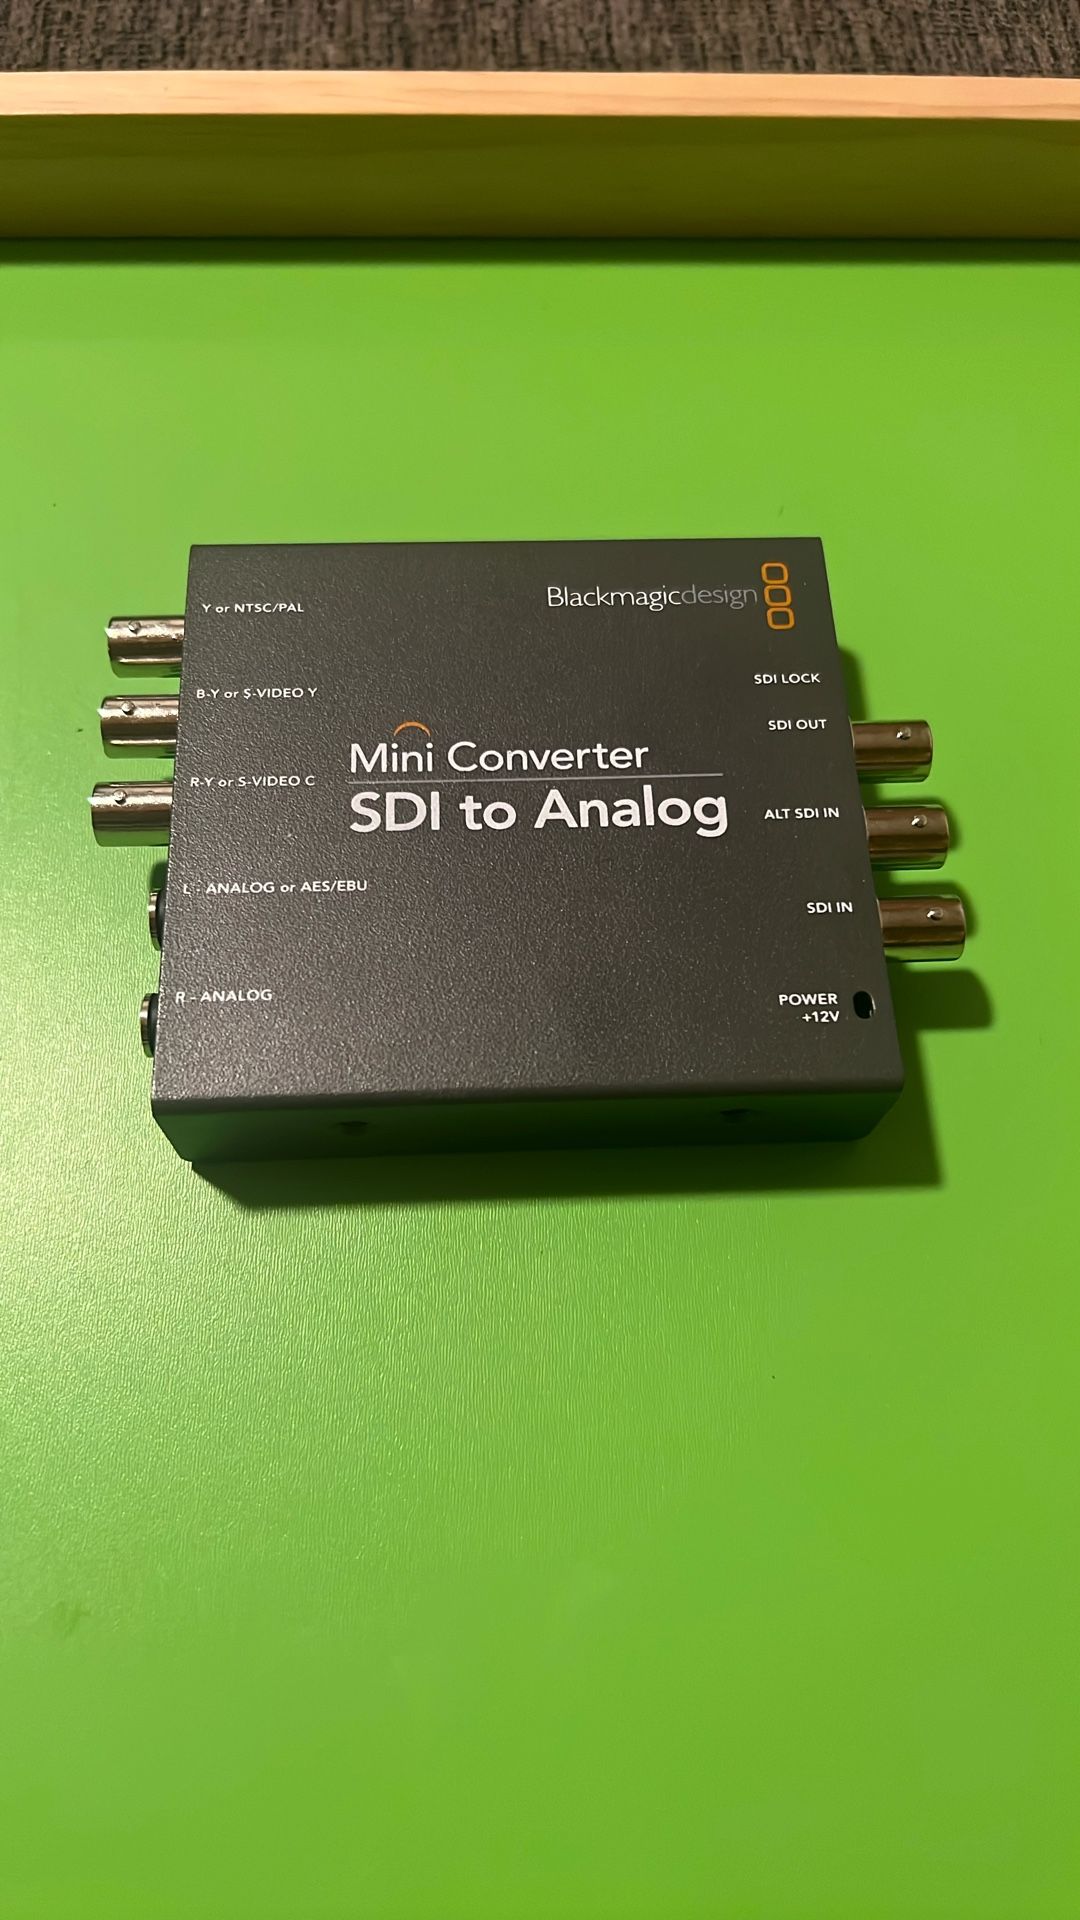 Blackmagicdesign
Y or NTSC/PAL
B-Y or S-VIDEO Y
R-Y or S-VIDEO C
L - ANALOG or AES/EBU
R - ANALOG
Mini Converter
SDI to Analog
SDI LOCK
SDI OUT
ALT SDI IN
SDI IN
POWER
+12V